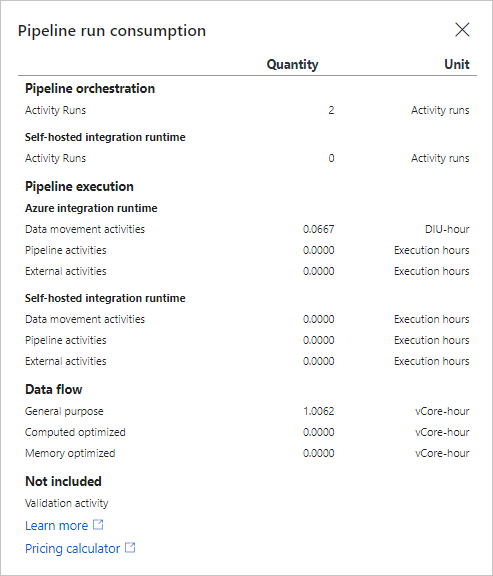 Pipeline run consumption
Quantity Unit
Pipeline orchestration
Activity Runs 2 Activity runs
Self-hosted integration runtime
Activity Runs 0 Activity runs
Pipeline execution
Azure integration runtime
Data movement activities 0.0667 DIU-hour
Pipeline activities 0.0000 Execution hours
External activities 0.0000 Execution hours
Self-hosted integration runtime
Data movement activities 0.0000 Execution hours
Pipeline activities 0.0000 Execution hours
External activities 0.0000 Execution hours
Data flow
General purpose 1.0062 vCore-hour
Computed optimized 0.0000 vCore-hour
Memory optimized 0.0000 vCore-hour
Not included
Validation activity
Learn more
Pricing calculator